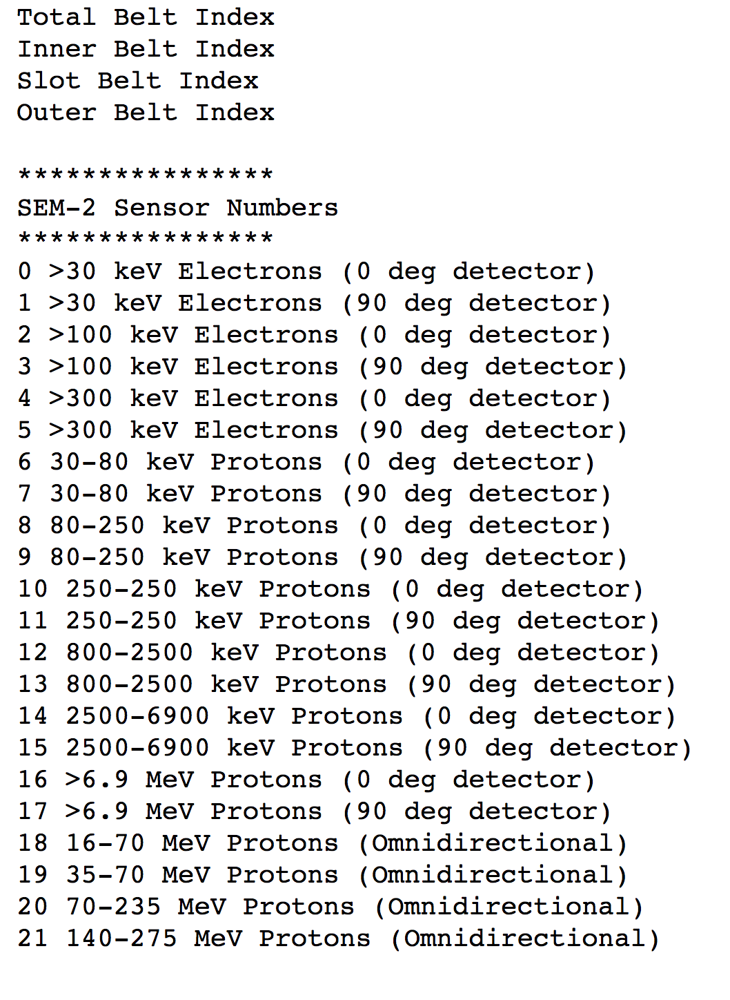 Total Belt Index
Inner Belt Index
Slot Belt Index
Outer Belt Index
****************
SEM-2 Sensor Numbers
****************
0 >30 keV Electrons (0 deg detector)
1 >30 keV Electrons (90 deg detector)
2 >100 keV Electrons (0 deg detector)
3 >100 keV Electrons (90 deg detector)
4 >300 keV Electrons (0 deg detector)
5 >300 keV Electrons (90 deg detector)
6 30-80 keV Protons (0 deg detector)
7 30-80 keV Protons (90 deg detector)
8 80-250 keV Protons (0 deg detector)
9 80-250 keV Protons (90 deg detector)
10 250-250 keV Protons (0 deg detector)
11 250-250 keV Protons (90 deg detector)
12 800-2500 keV Protons (0 deg detector)
13 800-2500 keV Protons (90 deg detector)
14 2500-6900 keV Protons (0 deg detector)
15 2500-6900 keV Protons (90 deg detector)
16 >6.9 MeV Protons (0 deg detector)
17 >6.9 MeV Protons (90 deg detector)
18 16-70 MeV Protons (Omnidirectional)
19 35-70 MeV Protons (Omnidirectional)
20 70-235 MeV Protons (Omnidirectional)
21 140-275 MeV Protons (Omnidirectional)